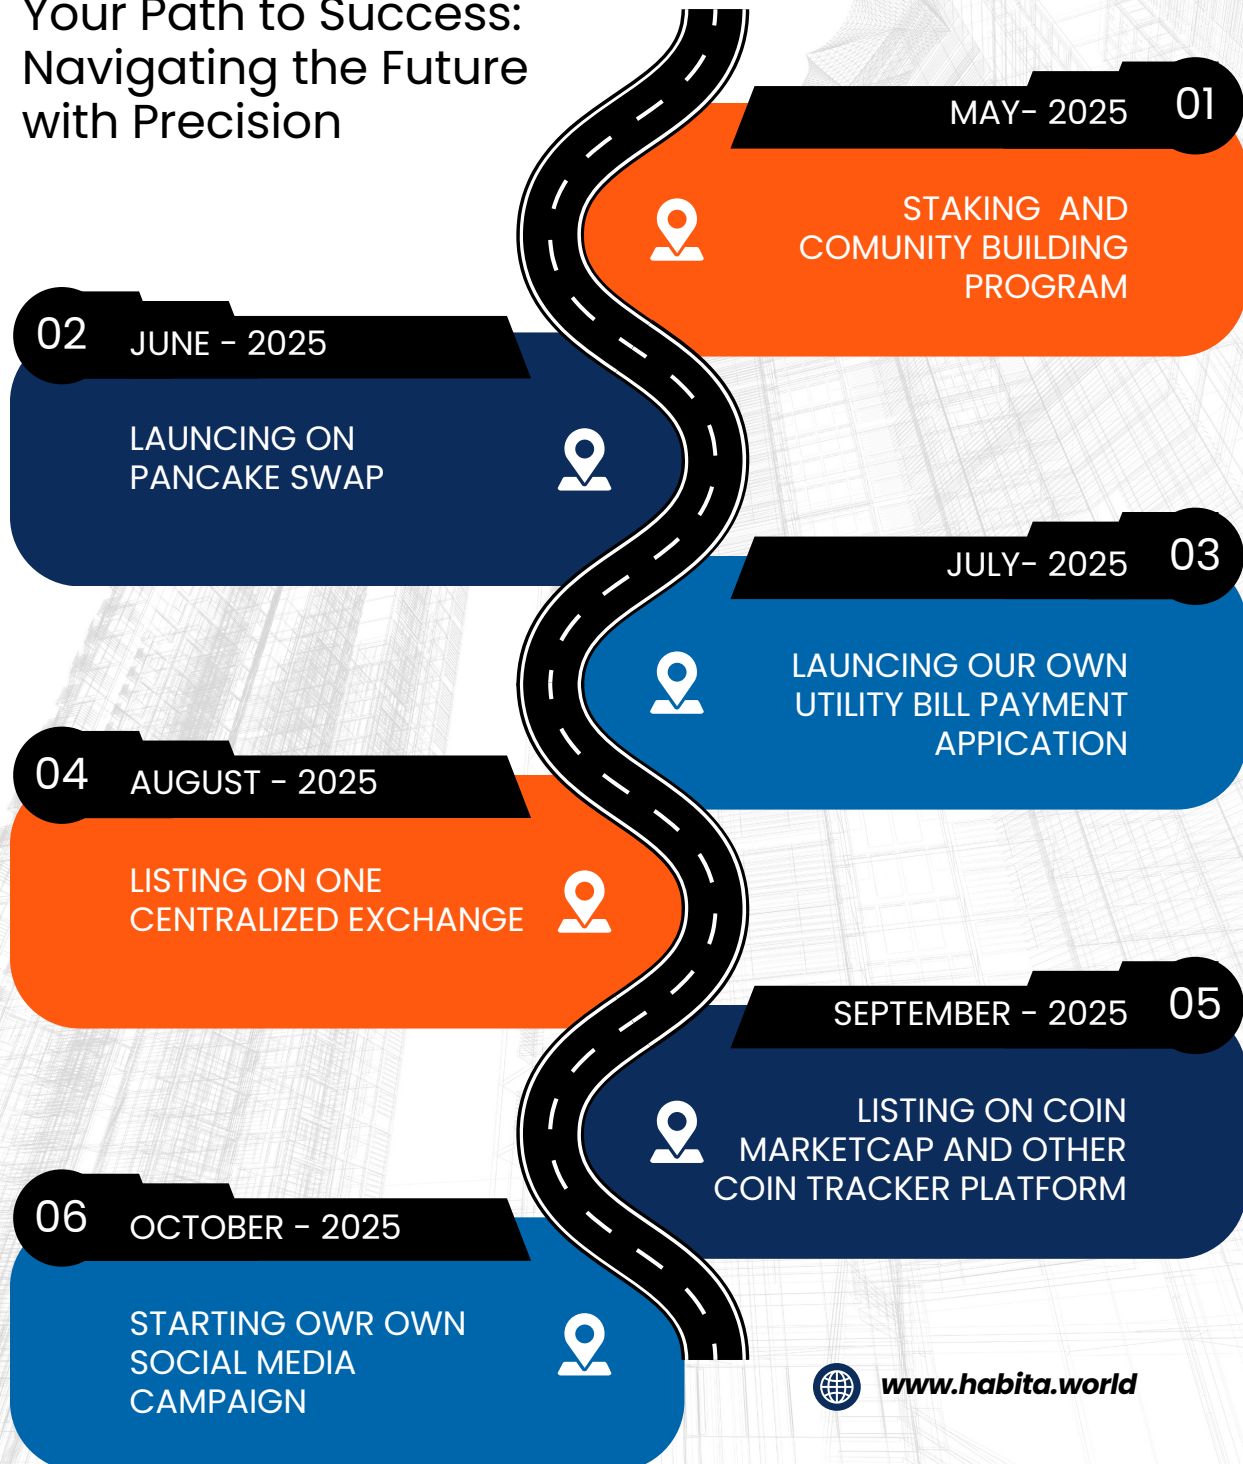 Your Path to Success:
Navigating the Future
with Precision
MAY- 2025
01
STAKING AND
COMUNITY BUILDING
PROGRAM
02
JUNE - 2025
LAUNCING ON
PANCAKE SWAP
JULY- 2025
03
LAUNCING OUR OWN
UTILITY BILL PAYMENT
APPICATION
04
AUGUST - 2025
LISTING ON ONE
CENTRALIZED EXCHANGE
SEPTEMBER - 2025
05
LISTING ON COIN
MARKETCAP AND OTHER
COIN TRACKER PLATFORM
06
OCTOBER - 2025
STARTING OWR OWN
SOCIAL MEDIA
CAMPAIGN
www.habita.world